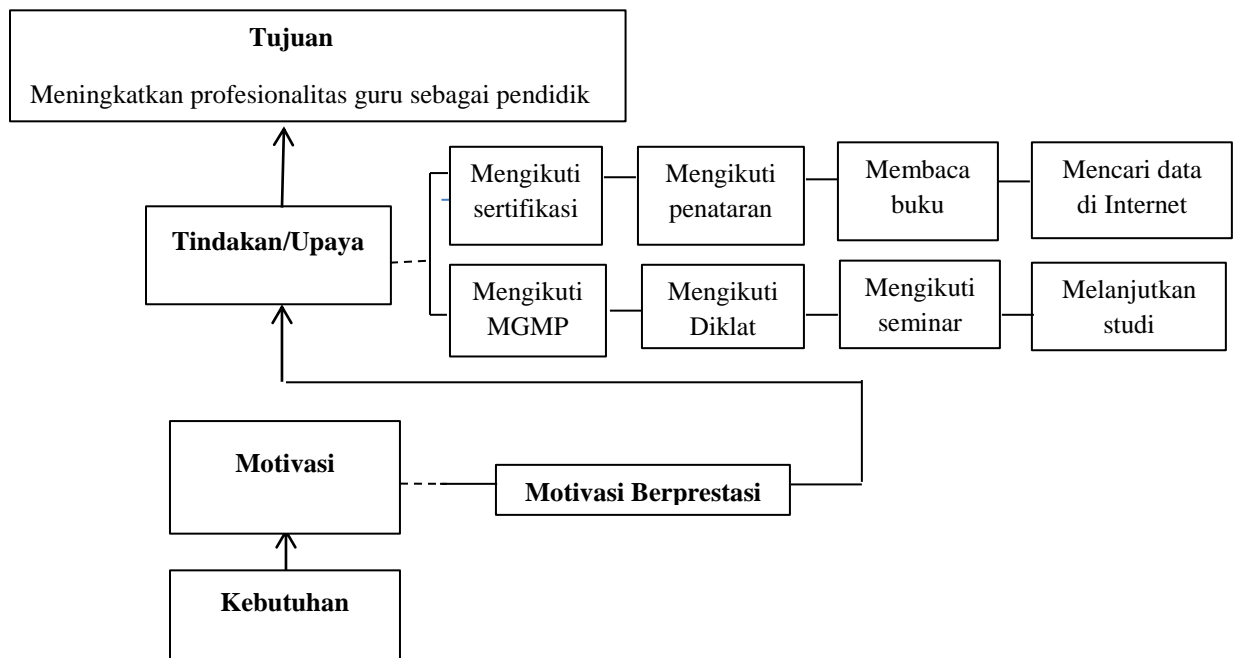 Tujuan
Meningkatkan profesionalitas guru sebagai pendidik
Mengikuti
sertifikasi
Mengikuti
penataran
Membaca
buku
Mencari data
di Internet
Tindakan/Upaya
Mengikuti
MGMP
Mengikuti
Diklat
Mengikuti
seminar
Melanjutkan
studi
Motivasi
Motivasi Berprestasi
Kebutuhan